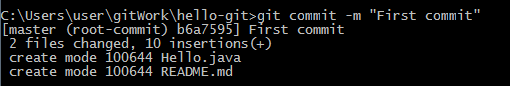 C:\Users\user\gitWork\hello-git>git commit -m "First commit"
[master (root-commit) b6a7595] First commit
 2 files changed, 10 insertions(+)
 create mode 100644 Hello.java
 create mode 100644 README.md